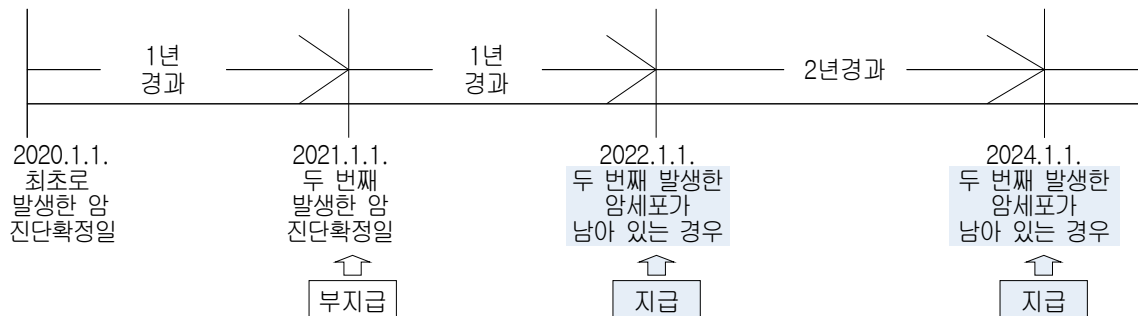 1년
경과
1년
경과
2년경과
2020.1.1.
최초로
발생한 암
진단확정일
2021.1.1.
두 번째
발생한 암
진단확정일
2022.1.1.
두 번째 발생한
암세포가
남아 있는 경우
2024.1.1.
두 번째 발생한
암세포가
남아 있는 경우
부지급
지급
지급